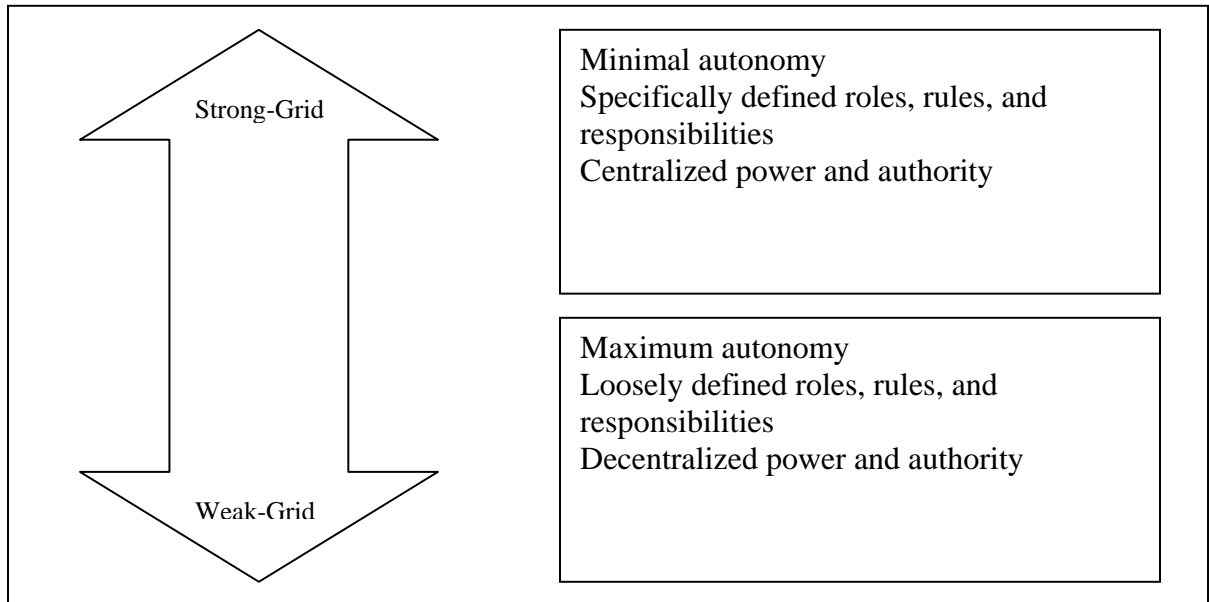 Strong-Grid
Minimal autonomy
Specifically defined roles, rules, and
responsibilities
Centralized power and authority
Maximum autonomy
Loosely defined roles, rules, and
responsibilities
Decentralized power and authority
Weak-Grid